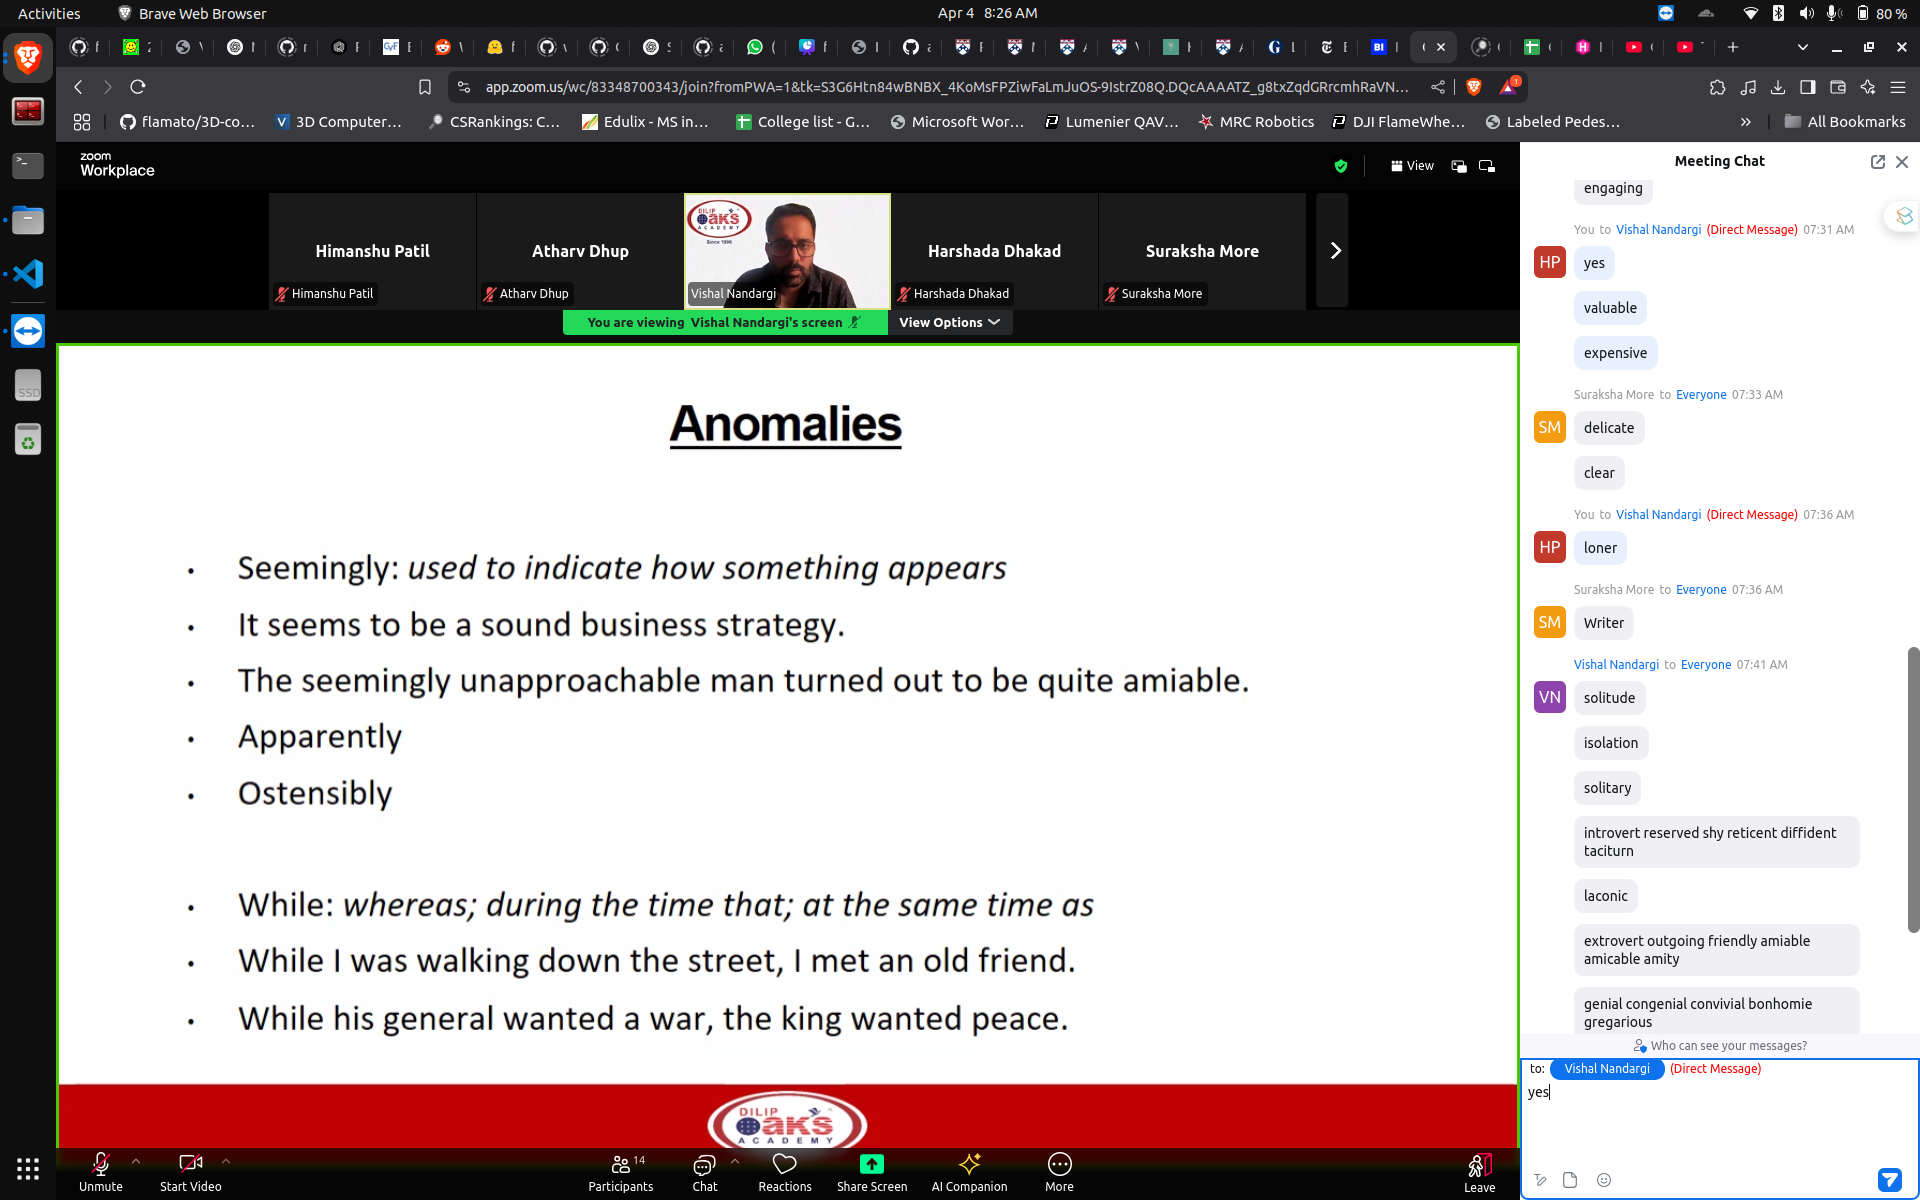 Activities
Brave Web Browser
Apr 4 8:26 AM
80 %
app.zoom.us/wc/83348700343/join?fromPWA=1&tk=S3G6Htn84wBNBX_4KoMsFPZiwFaLmJuOS-9IstrZ08Q.DQcAAAATZ_g8txZqdGRrcmhRaVN...
flamato/3D-co...
3D Computer...
CSRankings: C...
Edulix - MS in...
College list - G...
Microsoft Wor...
Lumenier QAV...
MRC Robotics
DJI FlameWhe...
Labeled Pedes...
All Bookmarks
zoom
Workplace
View
Himanshu Patil
Atharv Dhup
DILIP
Oaks
ACADEMY
Since 1996
Harshada Dhakad
Suraksha More
Himanshu Patil
Atharv Dhup
Vishal Nandargi
Harshada Dhakad
Suraksha More
You are viewing Vishal Nandargi's screen
View Options
Anomalies
• Seemingly: used to indicate how something appears
• It seems to be a sound business strategy.
• The seemingly unapproachable man turned out to be quite amiable.
• Apparently
• Ostensibly
• While: whereas; during the time that; at the same time as
• While I was walking down the street, I met an old friend.
• While his general wanted a war, the king wanted peace.
DILIP
Oaks
ACADEMY
Unmute
Start Video
14
Participants
Chat
Reactions
Share Screen
AI Companion
More
Leave
SSD
Meeting Chat
engaging
You to Vishal Nandargi (Direct Message) 07:31 AM
HP
yes
valuable
expensive
Suraksha More to Everyone 07:33 AM
SM
delicate
clear
You to Vishal Nandargi (Direct Message) 07:36 AM
HP
loner
Suraksha More to Everyone 07:36 AM
SM
Writer
Vishal Nandargi to Everyone 07:41 AM
VN
solitude
isolation
solitary
introvert reserved shy reticent diffident
taciturn
laconic
extrovert outgoing friendly amiable
amicable amity
genial congenial convivial bonhomie
gregarious
Who can see your messages?
to: Vishal Nandargi (Direct Message)
yes